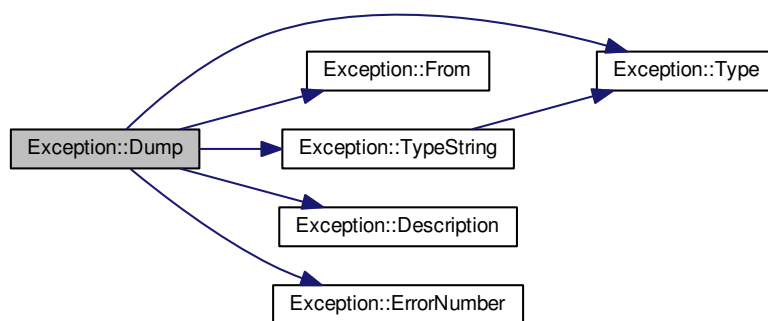 Exception::From
Exception::Type
Exception::Dump
Exception::TypeString
Exception::Description
Exception::ErrorNumber